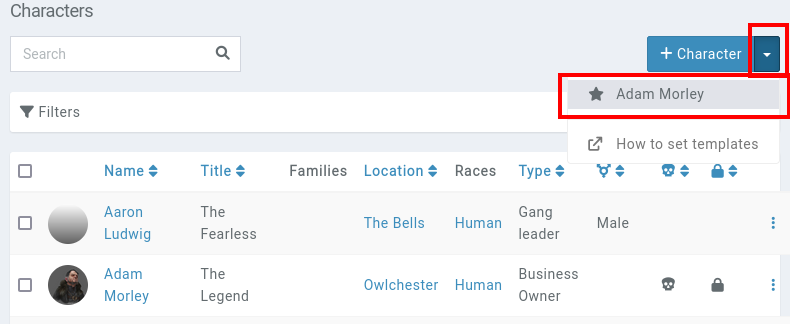 Characters
Search
+ Character
Adam Morley
Filters
How to set templates
Name Title Families Location Races Type
Aaron Ludwig The Fearless The Bells Human Gang leader Male
Adam Morley The Legend Owlchester Human Business Owner